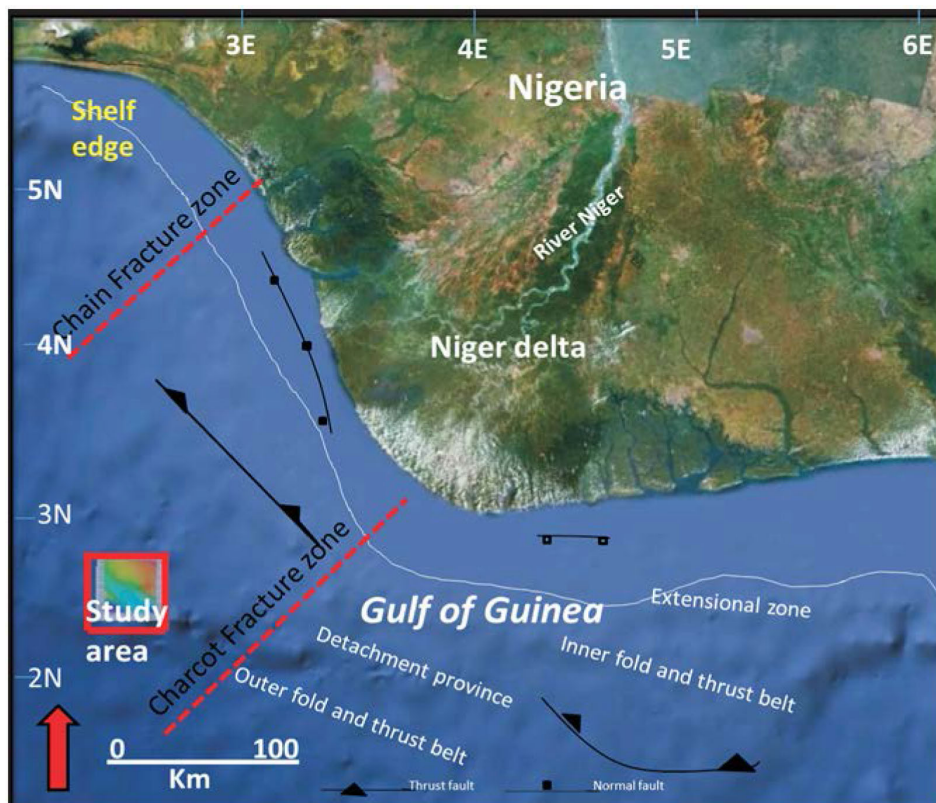 3E
4E
5E
6E
Nigeria
Shelf
edge
5N
Chain Fracture zone
River Niger
4N
Niger delta
3N
Charcot Fracture zone
Study
area
Gulf of Guinea
Extensional zone
Detachment province
Inner fold and thrust belt
2N
Outer fold and thrust belt
0 100
Km
Thrust fault
Normal fault